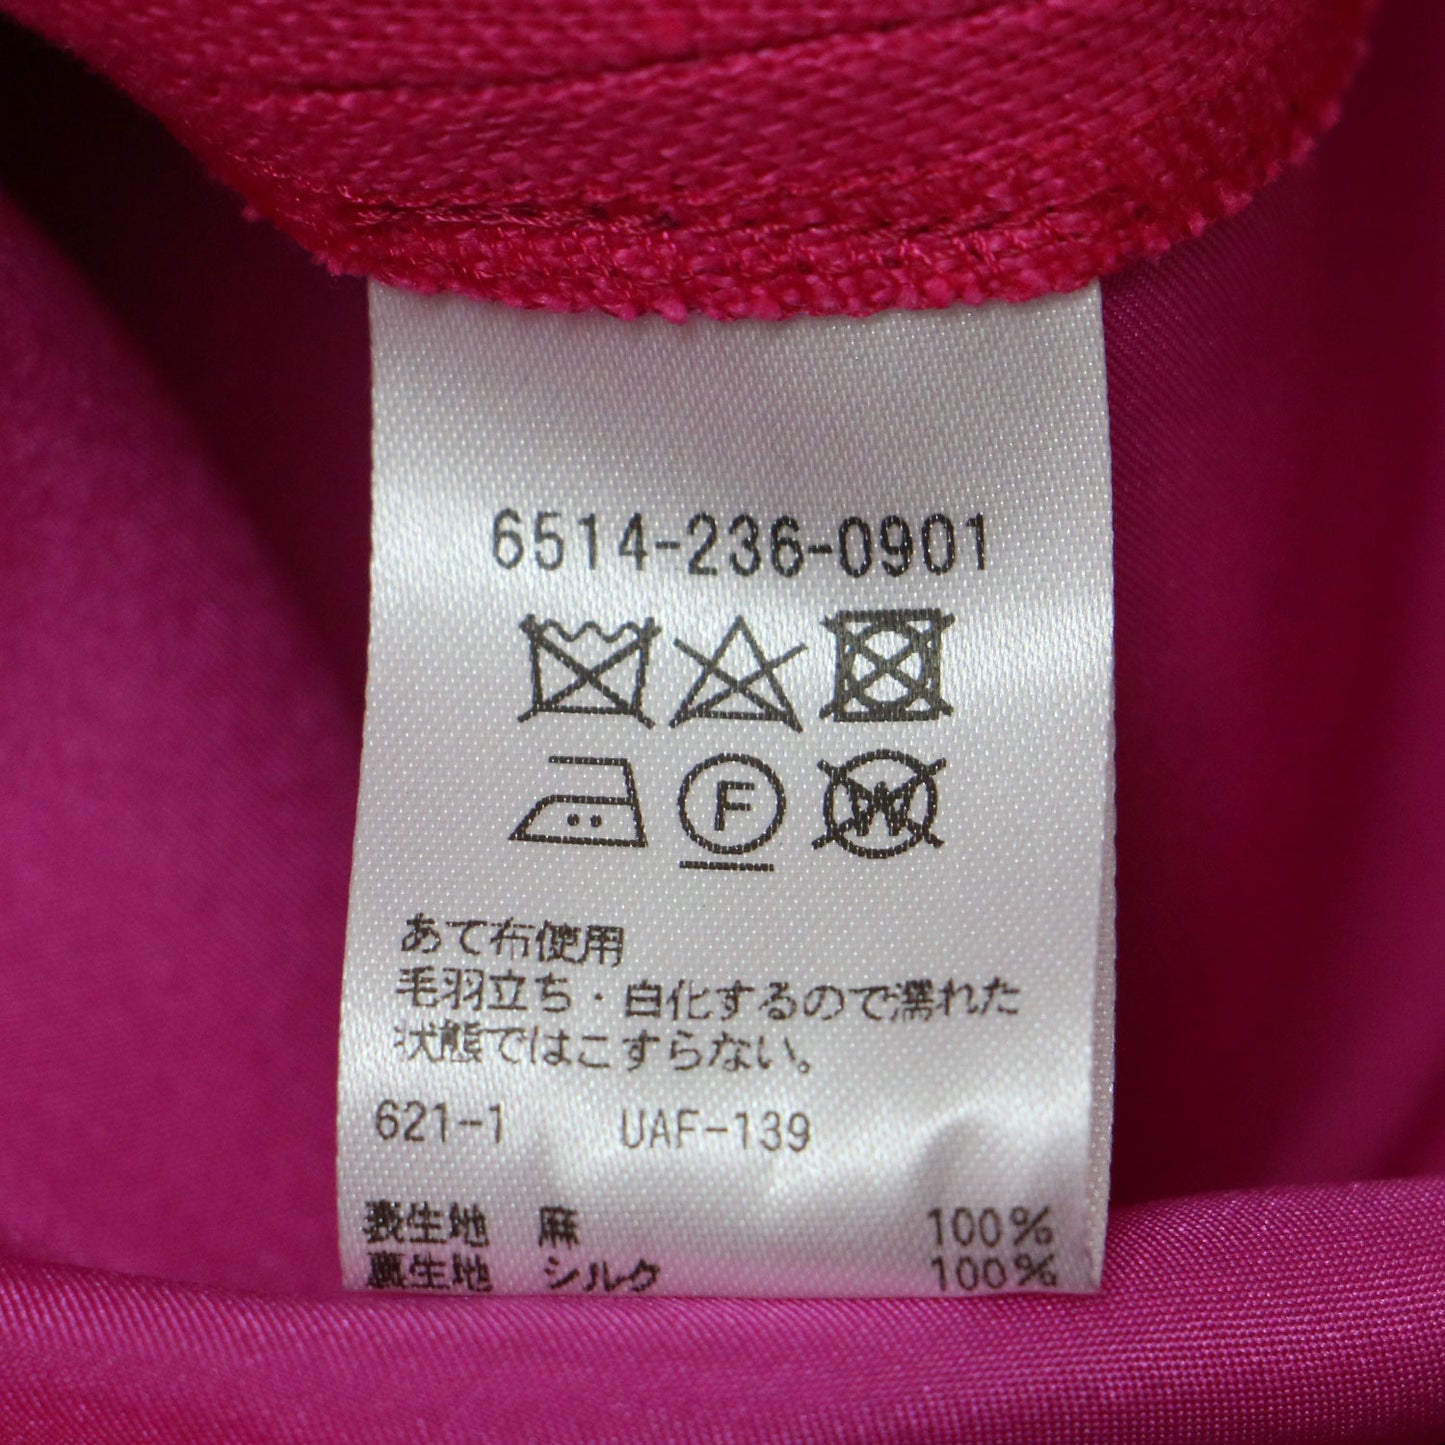 6514-236-0901
F W
あて布使用
毛羽立ち・白化するので濡れた
状態ではこすらない。
621-1 UAF-139
表生地 麻 100%
裏生地 シルク 100%